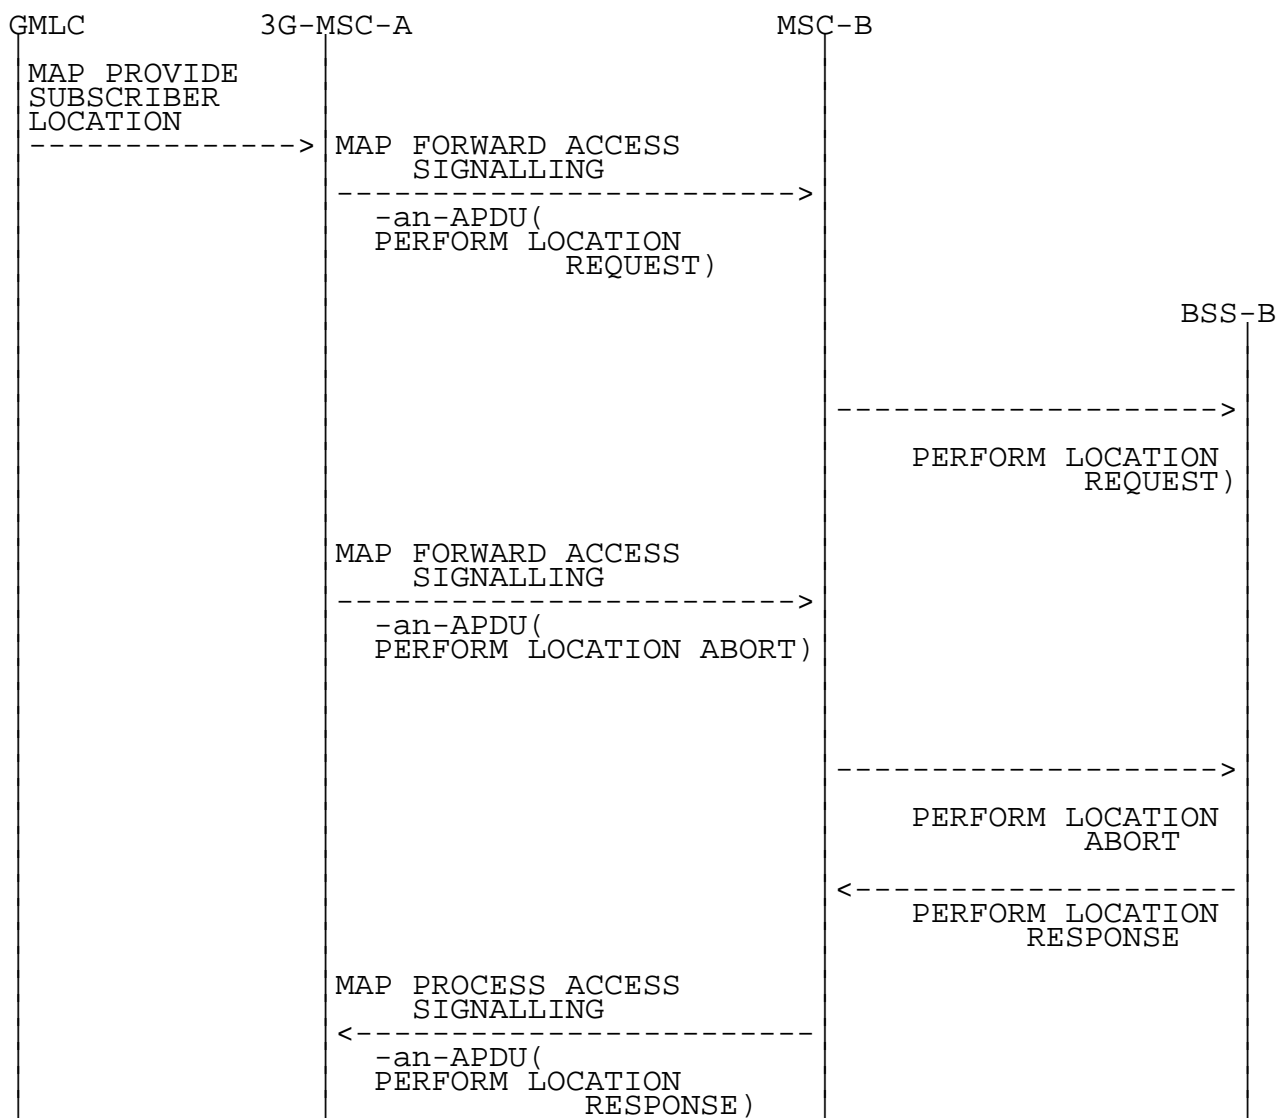 GMLC 3G-MSC-A MSC-B
MAP PROVIDE
SUBSCRIBER
LOCATION
--------------> MAP FORWARD ACCESS
SIGNALLING
------------------------>
-an-APDU(
PERFORM LOCATION
REQUEST)
BSS-B
-------------------->
PERFORM LOCATION
REQUEST)
MAP FORWARD ACCESS
SIGNALLING
------------------------>
-an-APDU(
PERFORM LOCATION ABORT)
-------------------->
PERFORM LOCATION
ABORT
<--------------------
PERFORM LOCATION
RESPONSE
MAP PROCESS ACCESS
SIGNALLING
<------------------------
-an-APDU(
PERFORM LOCATION
RESPONSE)